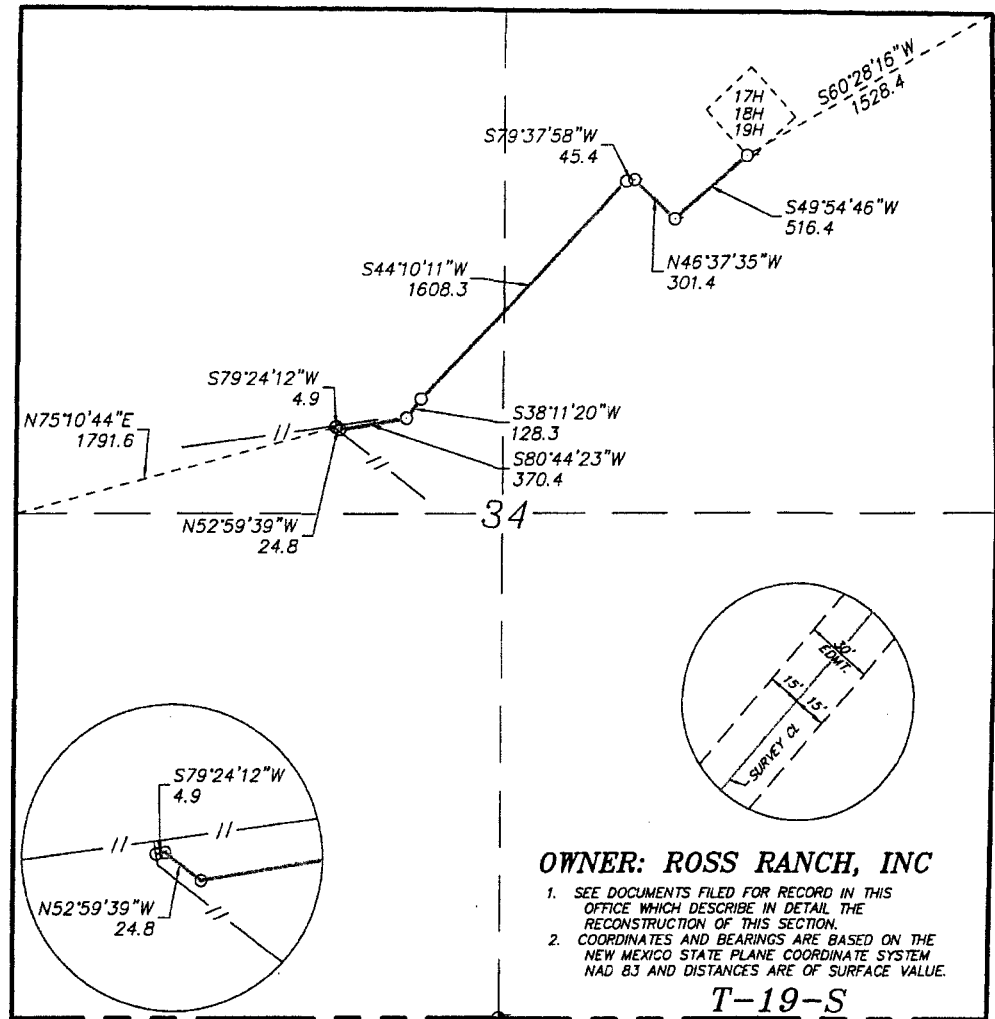 S60°28'16"W
1528.4
17H
18H
19H
S79°37'58"W
45.4
S49°54'46"W
516.4
N46°37'35"W
301.4
S44°10'11"W
1608.3
S79°24'12"W
4.9
N75°10'44"E
1791.6
S38°11'20"W
128.3
S80°44'23"W
370.4
N52°59'39"W
24.8
34
30'
ESMT.
15' 15'
SURVEY CL
S79°24'12"W
4.9
N52°59'39"W
24.8
OWNER: ROSS RANCH, INC
1. SEE DOCUMENTS FILED FOR RECORD IN THIS
OFFICE WHICH DESCRIBE IN DETAIL THE
RECONSTRUCTION OF THIS SECTION.
2. COORDINATES AND BEARINGS ARE BASED ON THE
NEW MEXICO STATE PLANE COORDINATE SYSTEM
NAD 83 AND DISTANCES ARE OF SURFACE VALUE.
T-19-S